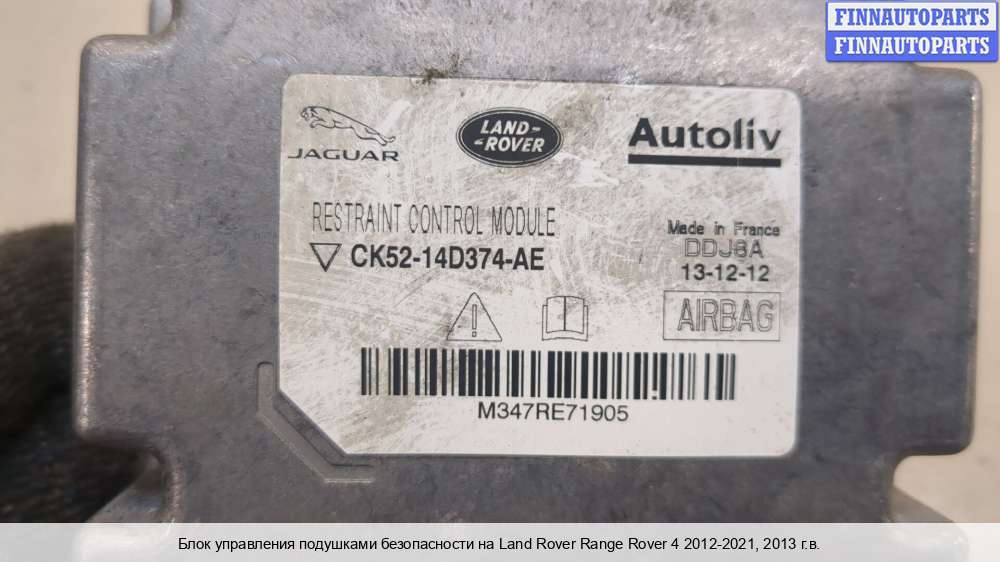 FINNAUTOPARTS
FINNAUTOPARTS
JAGUAR
LAND-
-ROVER
Autoliv
RESTRAINT CONTROL MODULE
CK52-14D374-AE
Made in France
DDJ6A
13-12-12
AIRBAG
M347RE71905
Блок управления подушками безопасности на Land Rover Range Rover 4 2012-2021, 2013 г.в.